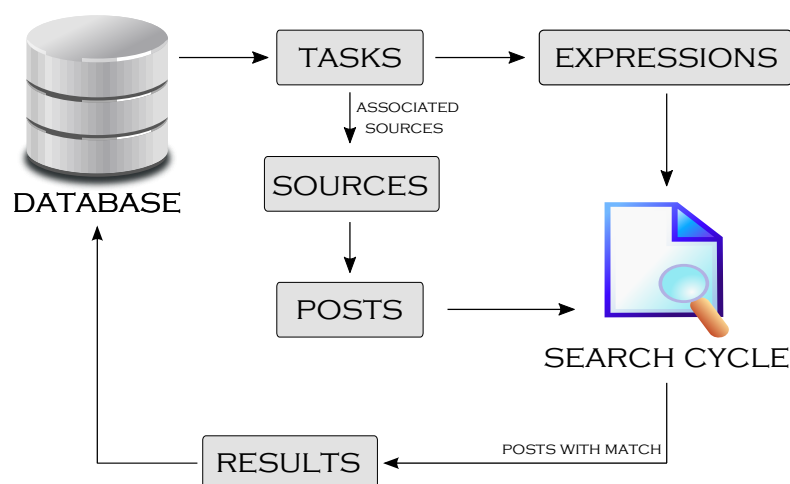 TASKS
EXPRESSIONS
ASSOCIATED
SOURCES
SOURCES
DATABASE
POSTS
SEARCH CYCLE
POSTS WITH MATCH
RESULTS